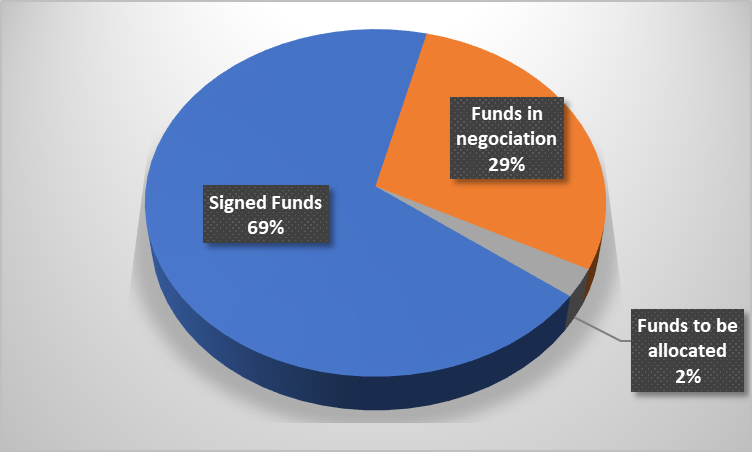 Funds in
negociation
29%
Signed Funds
69%
Funds to be
allocated
2%